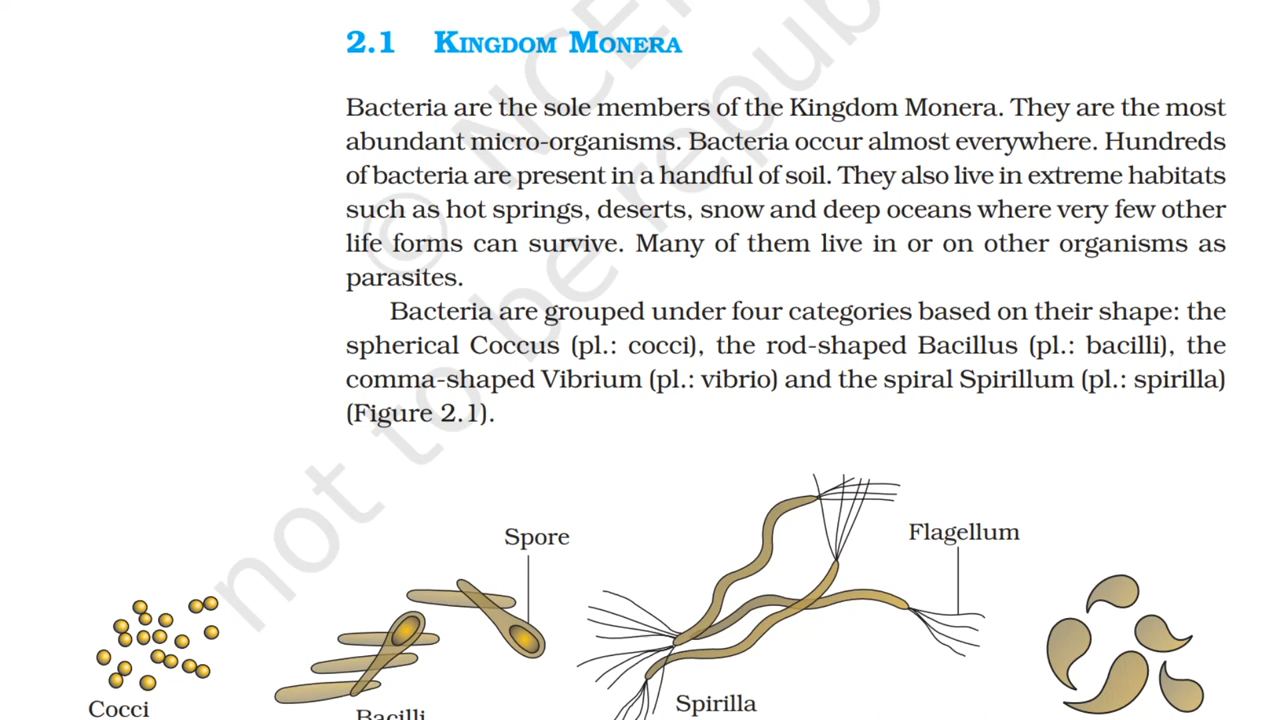 2.1 KINGDOM MONERA
Bacteria are the sole members of the Kingdom Monera. They are the most
abundant micro-organisms. Bacteria occur almost everywhere. Hundreds
of bacteria are present in a handful of soil. They also live in extreme habitats
such as hot springs, deserts, snow and deep oceans where very few other
life forms can survive. Many of them live in or on other organisms as
parasites.
Bacteria are grouped under four categories based on their shape: the
spherical Coccus (pl.: cocci), the rod-shaped Bacillus (pl.: bacilli), the
comma-shaped Vibrium (pl.: vibrio) and the spiral Spirillum (pl.: spirilla)
(Figure 2.1).
Spore
Flagellum
Cocci
Bacilli
Spirilla
© NCE
not to be repub